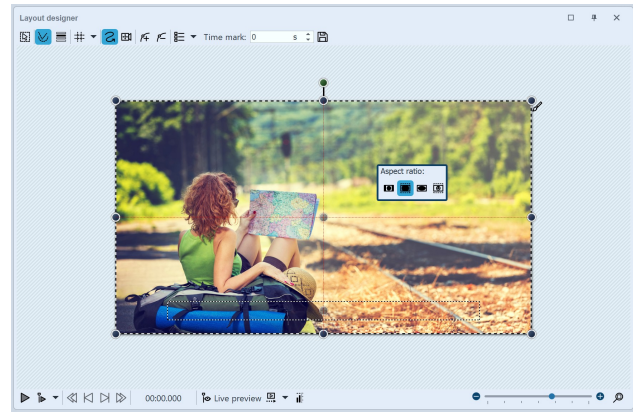 Layout designer
Time mark: 0 s
Aspect ratio:
00:00.000 Live preview